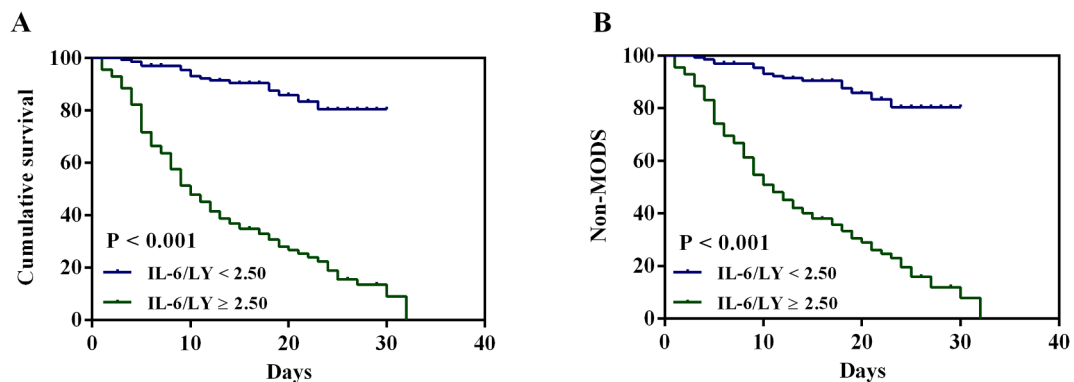 A
Cumulative survival
100
80
60
40
20
0
P < 0.001
IL-6/LY < 2.50
IL-6/LY ≥ 2.50
0 10 20 30 40
Days
B
Non-MODS
100
80
60
40
20
0
P < 0.001
IL-6/LY < 2.50
IL-6/LY ≥ 2.50
0 10 20 30 40
Days